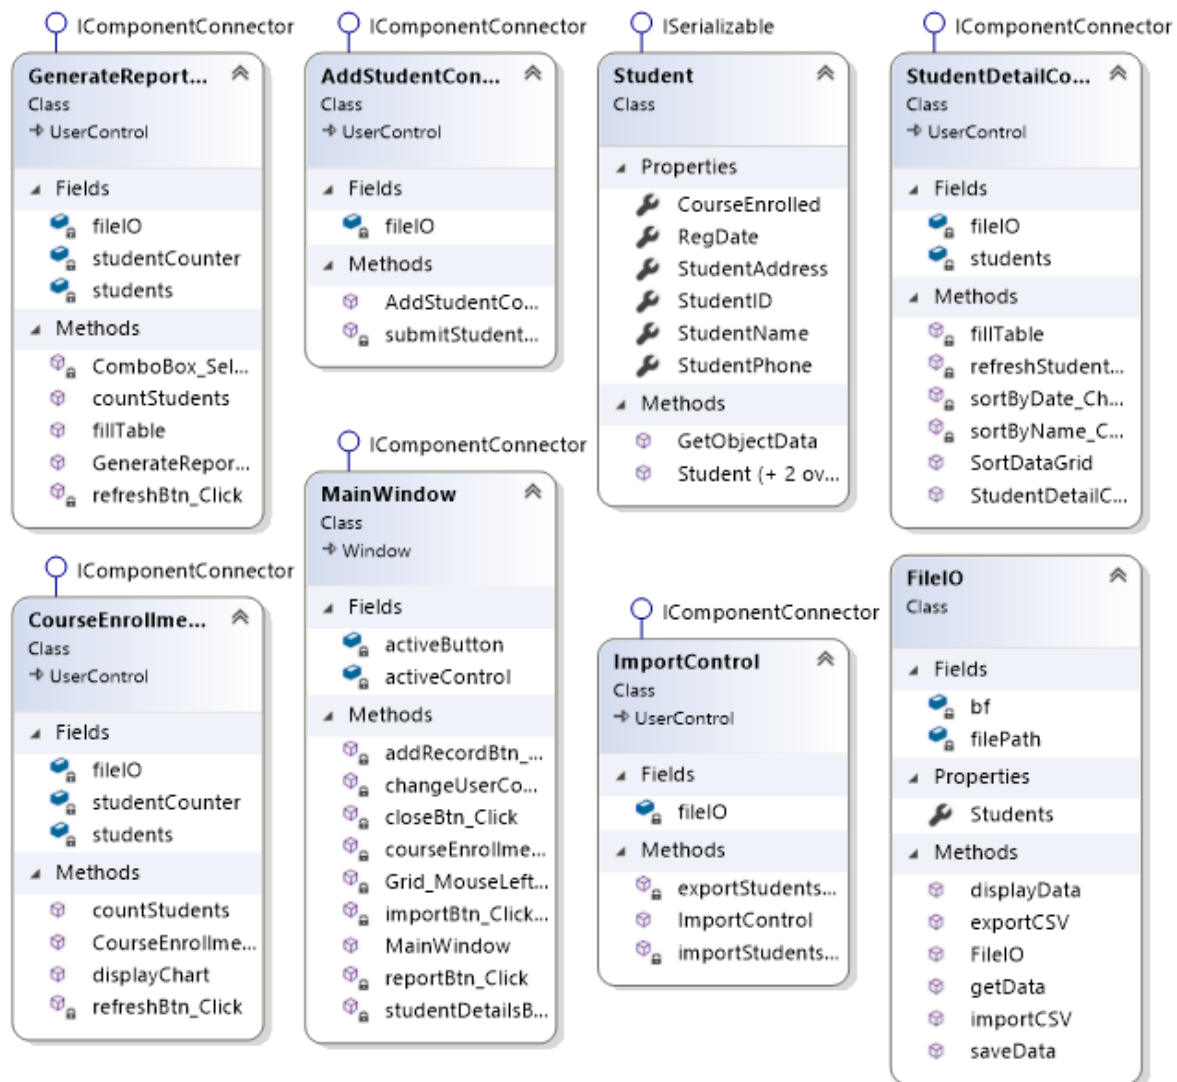 IComponentConnector
GenerateReport...
Class
UserControl
Fields
fileIO
studentCounter
students
Methods
ComboBox_Sel...
countStudents
fillTable
GenerateRepor...
refreshBtn_Click
IComponentConnector
AddStudentCon...
Class
UserControl
Fields
fileIO
Methods
AddStudentCo...
submitStudent...
ISerializable
Student
Class
Properties
CourseEnrolled
RegDate
StudentAddress
StudentID
StudentName
StudentPhone
Methods
GetObjectData
Student (+ 2 ov...
IComponentConnector
StudentDetailCo...
Class
UserControl
Fields
fileIO
students
Methods
fillTable
refreshStudent...
sortByDate_Ch...
sortByName_C...
SortDataGrid
StudentDetailC...
IComponentConnector
CourseEnrollme...
Class
UserControl
Fields
fileIO
studentCounter
students
Methods
countStudents
CourseEnrollme...
displayChart
refreshBtn_Click
IComponentConnector
MainWindow
Class
Window
Fields
activeButton
activeControl
Methods
addRecordBtn_...
changeUserCo...
closeBtn_Click
courseEnrollme...
Grid_MouseLeft...
importBtn_Click...
MainWindow
reportBtn_Click
studentDetailsB...
IComponentConnector
ImportControl
Class
UserControl
Fields
fileIO
Methods
exportStudents...
ImportControl
importStudents...
FileIO
Class
Fields
bf
filePath
Properties
Students
Methods
displayData
exportCSV
FileIO
getData
importCSV
saveData